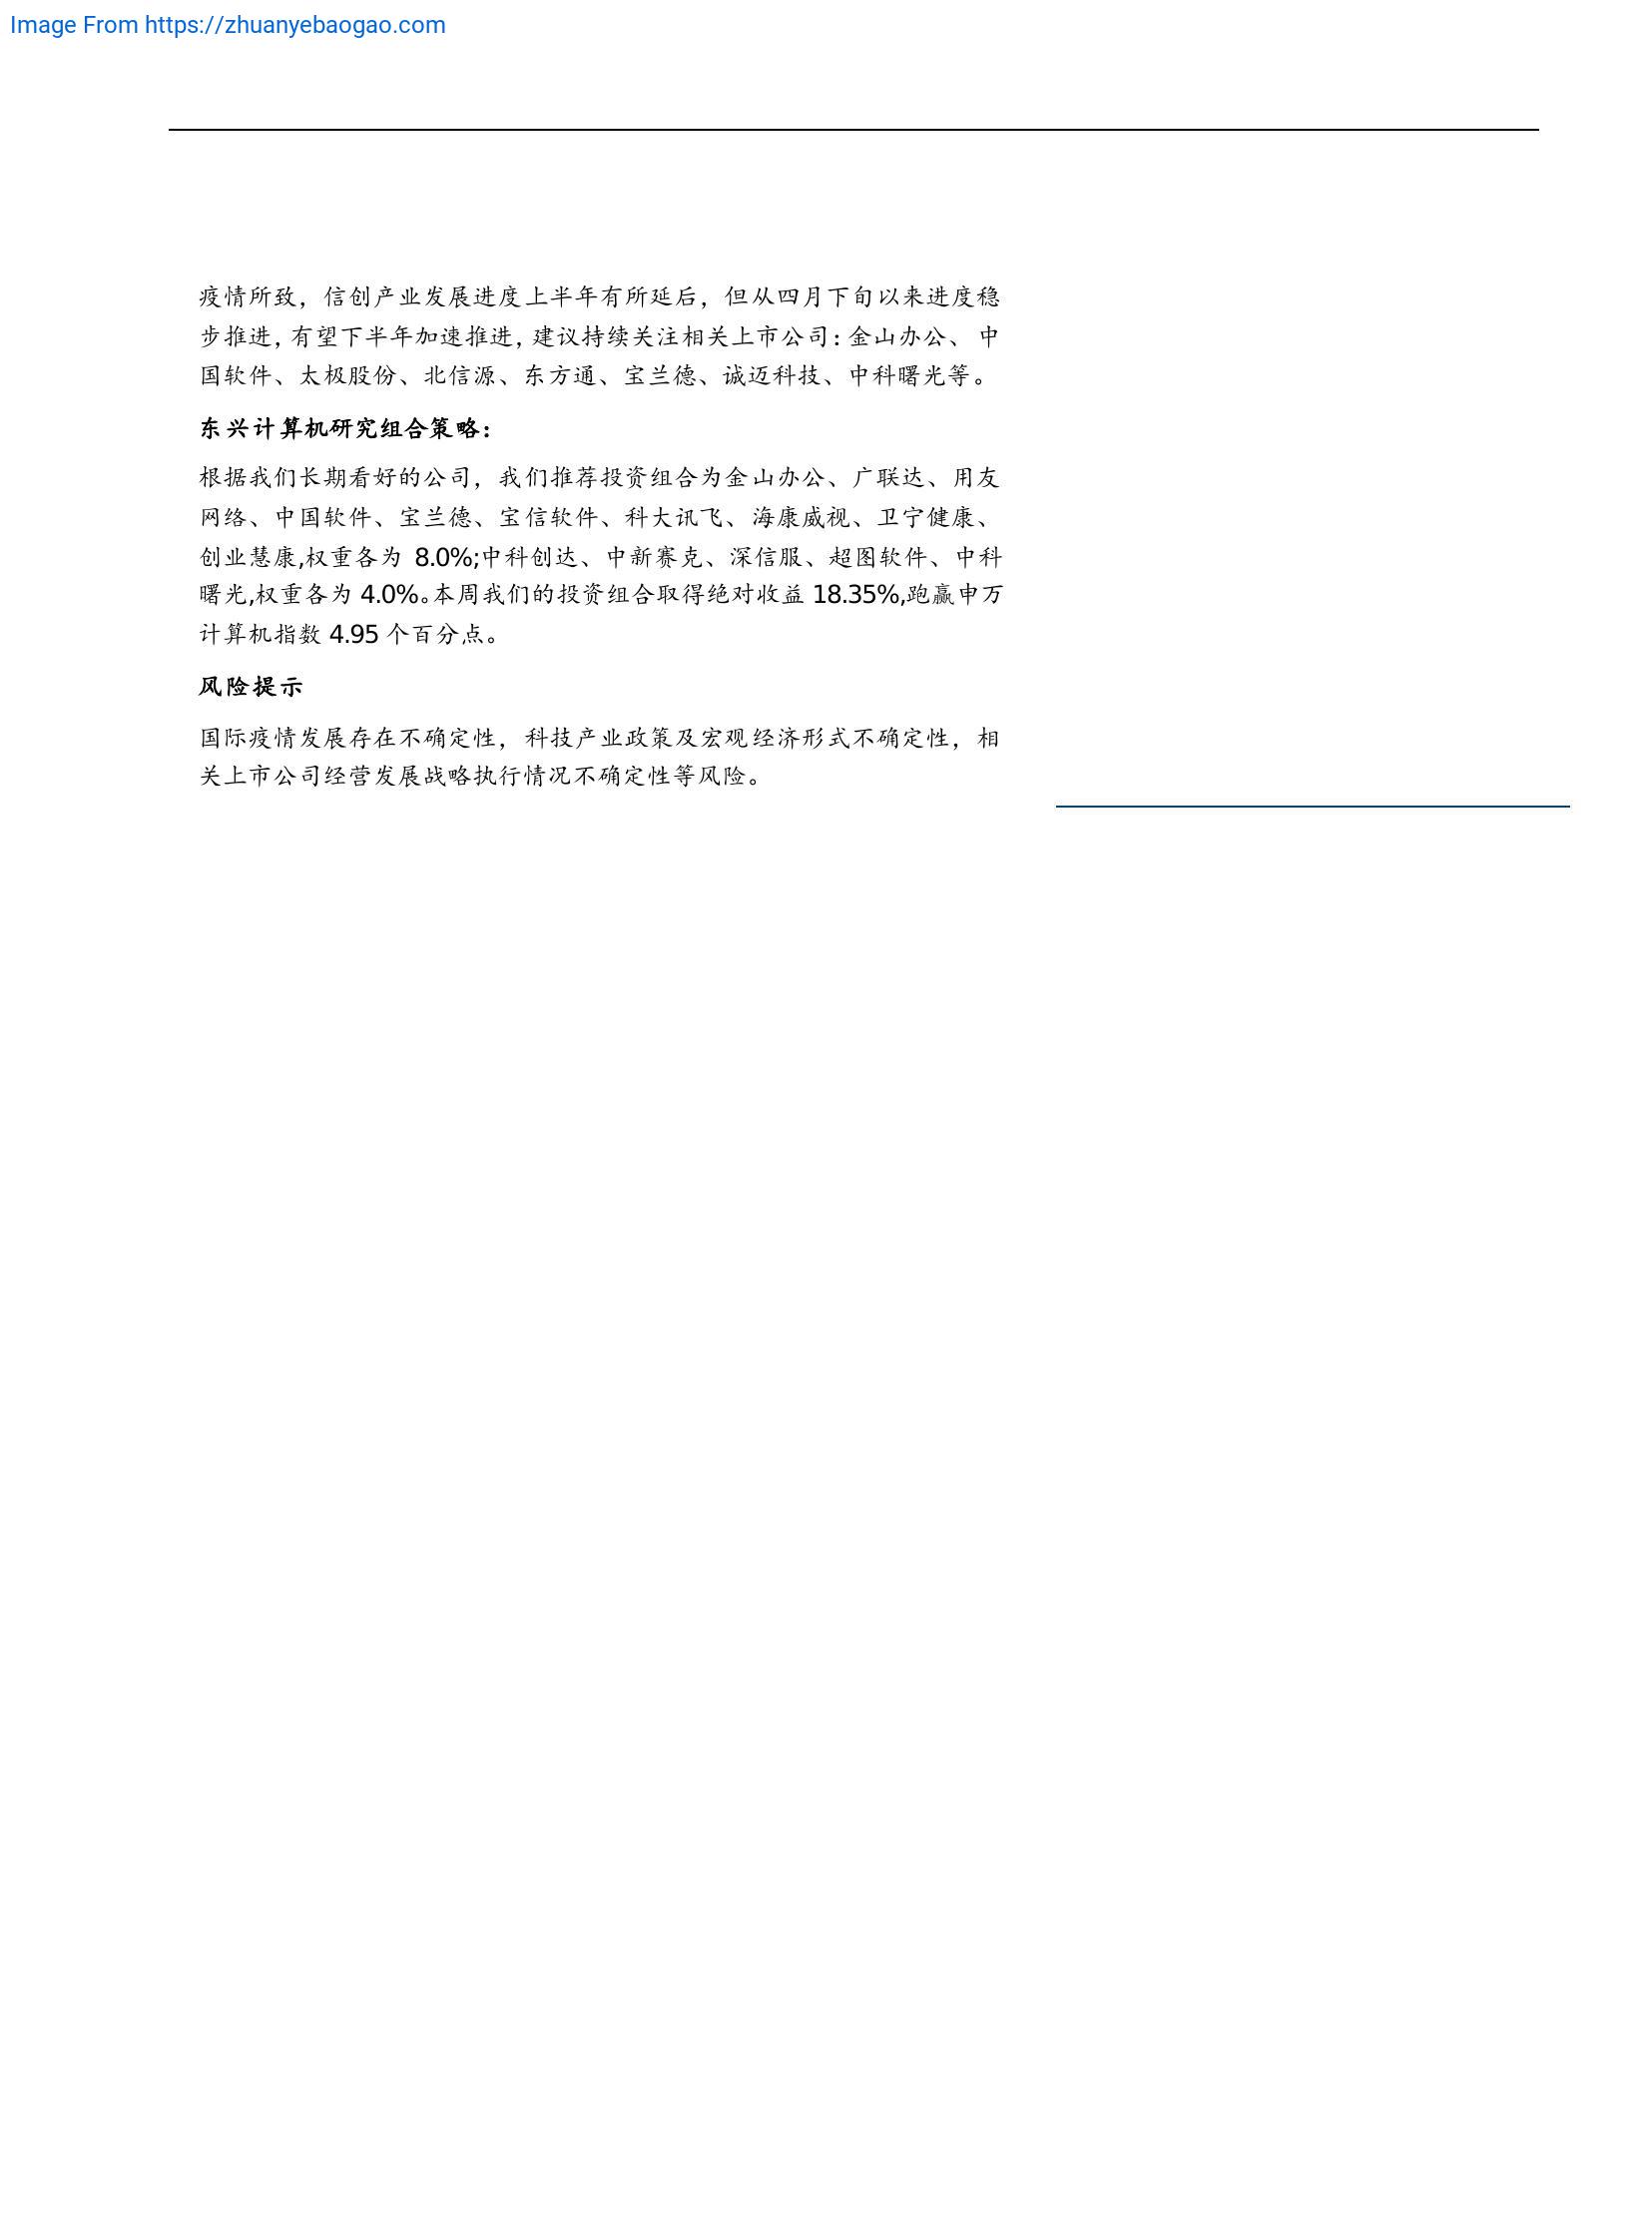 Image From https://zhuanyebaogao.com
疫情所致，信创产业发展进度上半年有所延后，但从四月下旬以来进度稳
步推进，有望下半年加速推进，建议持续关注相关上市公司：金山办公、中
国软件、太极股份、北信源、东方通、宝兰德、诚迈科技、中科曙光等。
东兴计算机研究组合策略：
根据我们长期看好的公司，我们推荐投资组合为金山办公、广联达、用友
网络、中国软件、宝兰德、宝信软件、科大讯飞、海康威视、卫宁健康、
创业慧康,权重各为 8.0%;中科创达、中新赛克、深信服、超图软件、中科
曙光,权重各为 4.0%。本周我们的投资组合取得绝对收益 18.35%,跑赢申万
计算机指数 4.95 个百分点。
风险提示
国际疫情发展存在不确定性，科技产业政策及宏观经济形式不确定性，相
关上市公司经营发展战略执行情况不确定性等风险。